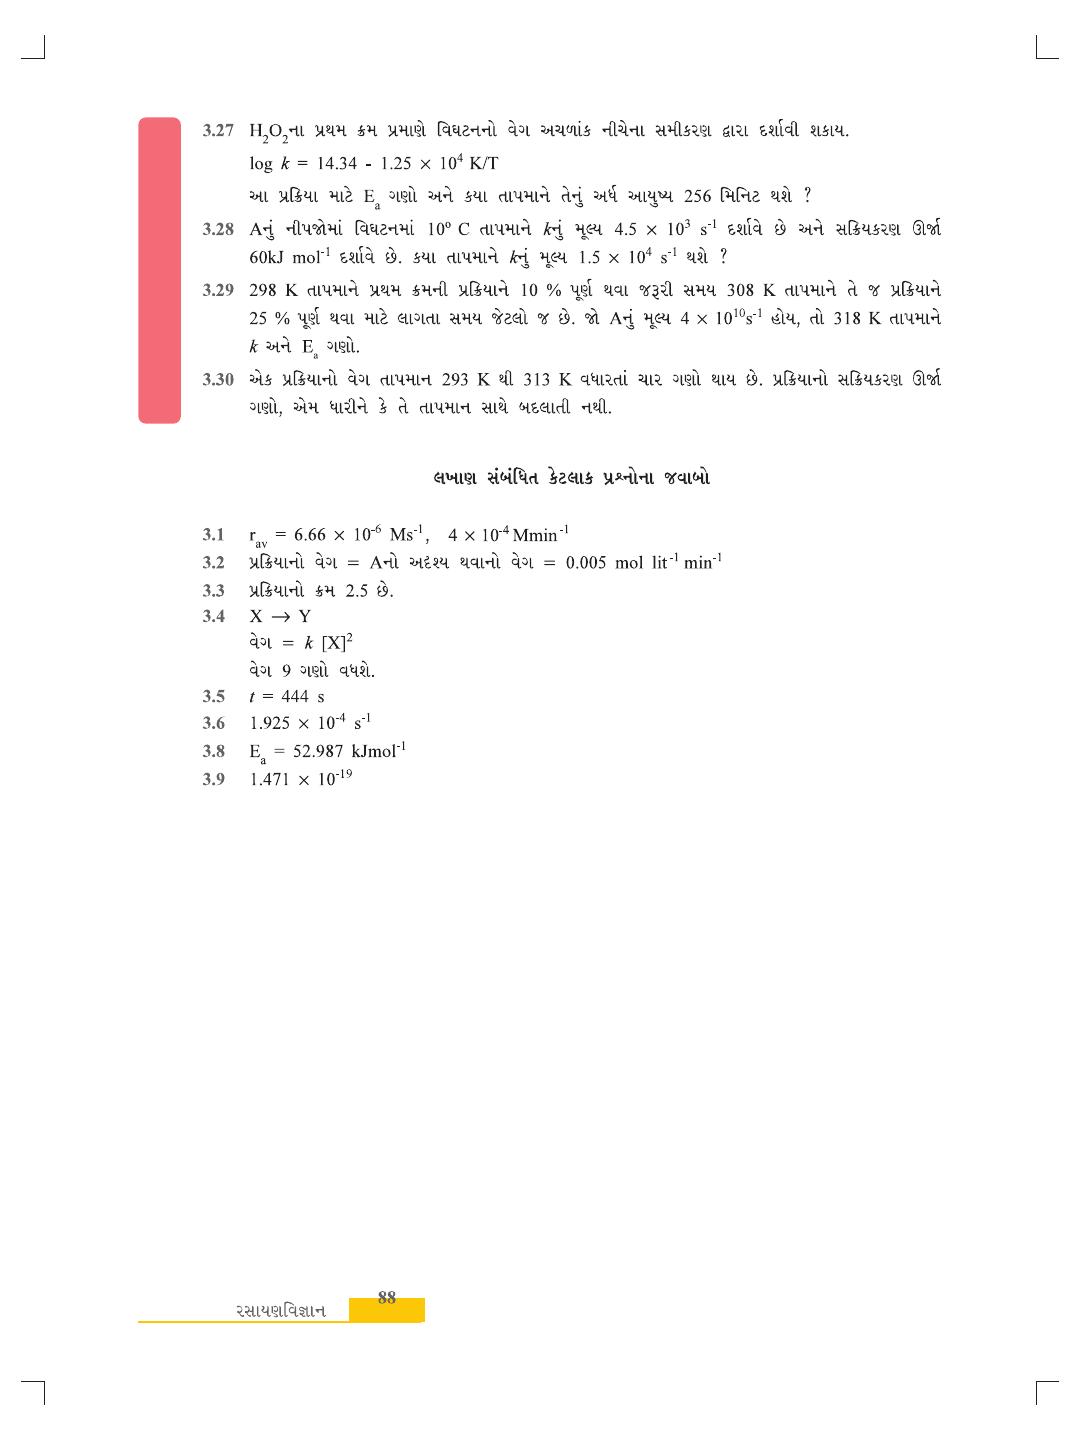 3.27 H₂O₂ના પ્રથમ ક્રમ પ્રમાણે વિઘટનનો વેગ અચળાંક નીચેના સમીકરણ દ્વારા દર્શાવી શકાય.
log k = 14.34 - 1.25 × 10⁴ K/T
આ પ્રક્રિયા માટે Eₐ ગણો અને કયા તાપમાને તેનું અર્ધ આયુષ્ય 256 મિનિટ થશે ?
3.28 Aનું નીપજોમાં વિઘટનમાં 10º C તાપમાને kનું મૂલ્ય 4.5 × 10³ s⁻¹ દર્શાવે છે અને સક્રિયકરણ ઊર્જા
60kJ mol⁻¹ દર્શાવે છે. કયા તાપમાને kનું મૂલ્ય 1.5 × 10⁴ s⁻¹ થશે ?
3.29 298 K તાપમાને પ્રથમ ક્રમની પ્રક્રિયાને 10 % પૂર્ણ થવા જરૂરી સમય 308 K તાપમાને તે જ પ્રક્રિયાને
25 % પૂર્ણ થવા માટે લાગતા સમય જેટલો જ છે. જો Aનું મૂલ્ય 4 × 10¹⁰s⁻¹ હોય, તો 318 K તાપમાને
k અને Eₐ ગણો.
3.30 એક પ્રક્રિયાનો વેગ તાપમાન 293 K થી 313 K વધારતાં ચાર ગણો થાય છે. પ્રક્રિયાનો સક્રિયકરણ ઊર્જા
ગણો, એમ ધારીને કે તે તાપમાન સાથે બદલાતી નથી.
લખાણ સંબંધિત કેટલાક પ્રશ્નોના જવાબો
3.1 rₐᵥ = 6.66 × 10⁻⁶ Ms⁻¹, 4 × 10⁻⁴ Mmin⁻¹
3.2 પ્રક્રિયાનો વેગ = Aનો અદૃશ્ય થવાનો વેગ = 0.005 mol lit⁻¹ min⁻¹
3.3 પ્રક્રિયાનો ક્રમ 2.5 છે.
3.4 X → Y
વેગ = k [X]²
વેગ 9 ગણો વધશે.
3.5 t = 444 s
3.6 1.925 × 10⁻⁴ s⁻¹
3.8 Eₐ = 52.987 kJmol⁻¹
3.9 1.471 × 10⁻¹⁹
88
રસાયણવિજ્ઞાન